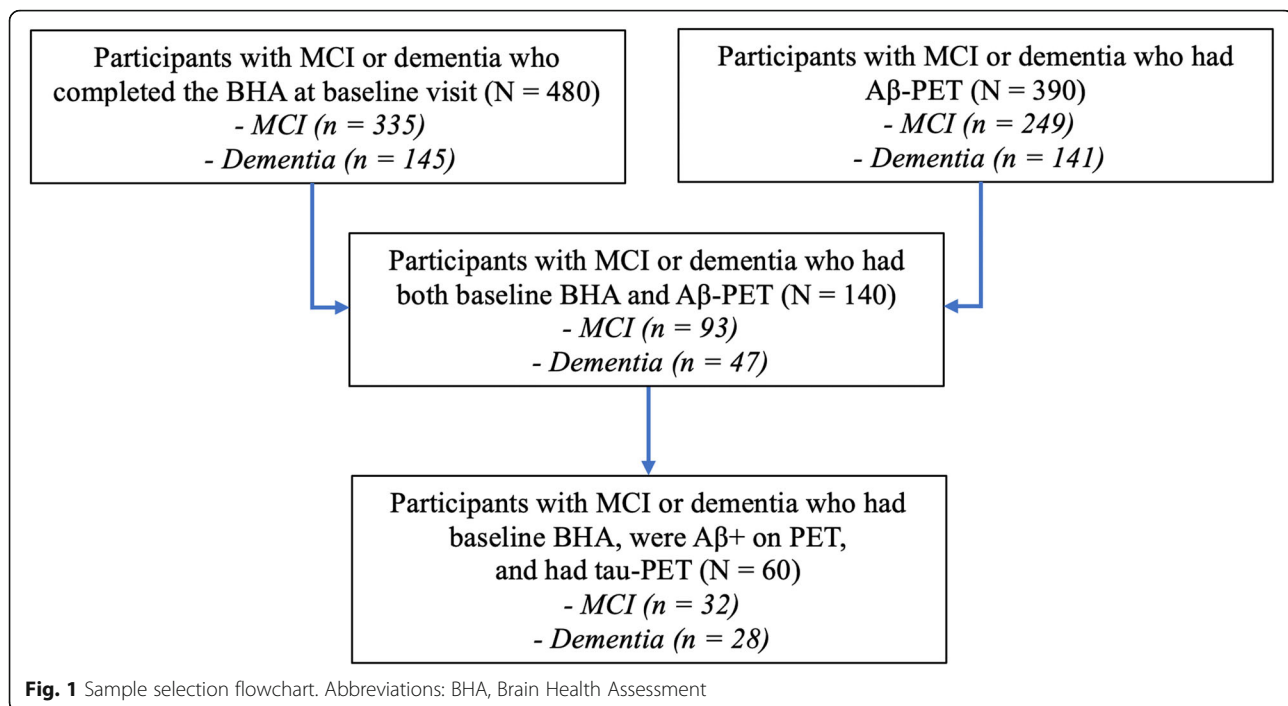 Participants with MCI or dementia who
completed the BHA at baseline visit (N = 480)
- MCI (n = 335)
- Dementia (n = 145)
Participants with MCI or dementia who had
Aβ-PET (N = 390)
- MCI (n = 249)
- Dementia (n = 141)
Participants with MCI or dementia who had
both baseline BHA and Aβ-PET (N = 140)
- MCI (n = 93)
- Dementia (n = 47)
Participants with MCI or dementia who had
baseline BHA, were Aβ+ on PET,
and had tau-PET (N = 60)
- MCI (n = 32)
- Dementia (n = 28)
Fig. 1 Sample selection flowchart. Abbreviations: BHA, Brain Health Assessment